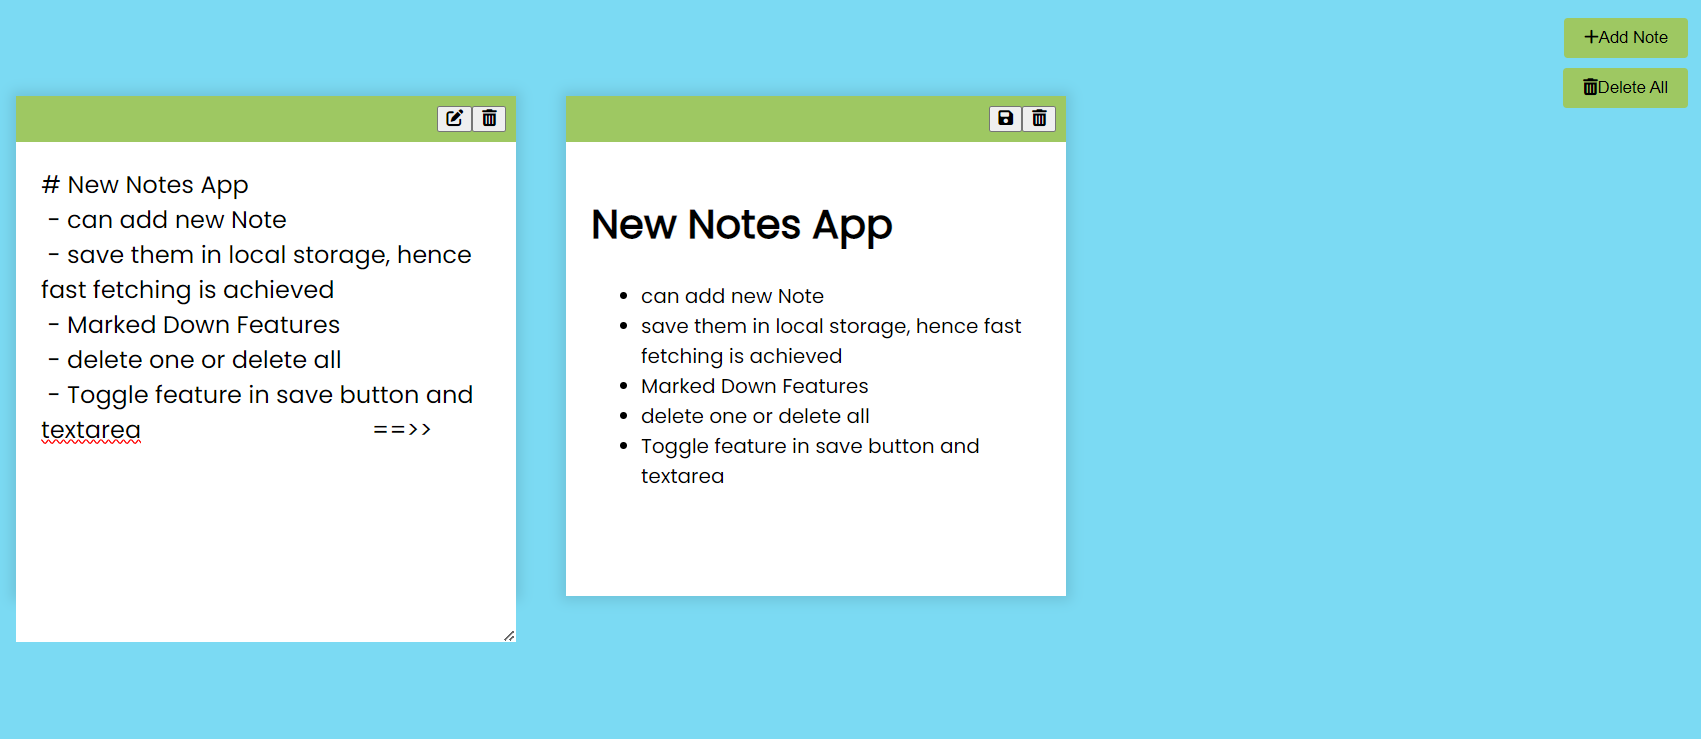 Add Note
Delete All
# New Notes App
- can add new Note
- save them in local storage, hence
fast fetching is achieved
- Marked Down Features
- delete one or delete all
- Toggle feature in save button and
textarea ==>>
New Notes App
• can add new Note
• save them in local storage, hence fast
fetching is achieved
• Marked Down Features
• delete one or delete all
• Toggle feature in save button and
textarea